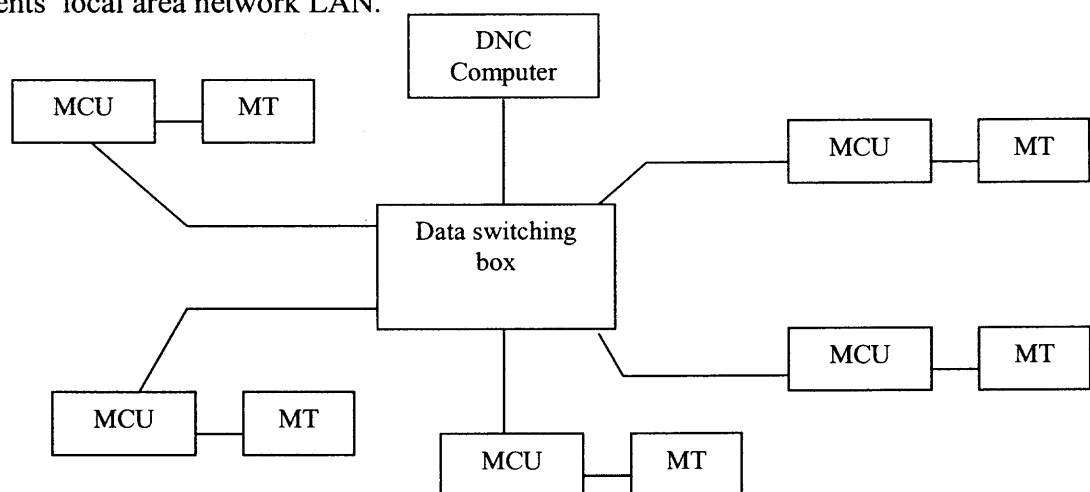 local area network LAN.
DNC
Computer
MCU
MT
MCU
MT
Data switching
box
MCU
MT
MCU
MT
MCU
MT